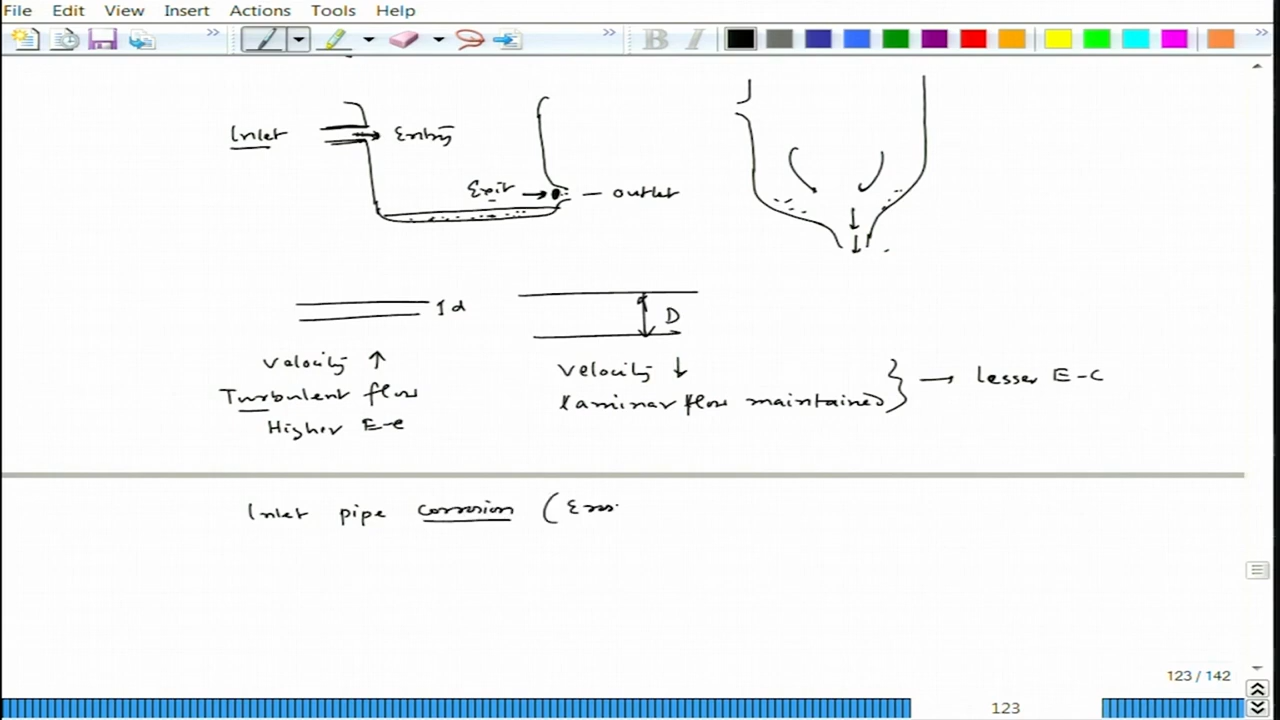 File Edit View Insert Actions Tools Help
Inlet Entry
Exit outlet
d
D
Velocity ↑
Turbulent flow
Higher E-c
Velocity ↓
Laminar flow maintained
→ lesser E-C
Inlet pipe corrosion (Eros
123 / 142
123